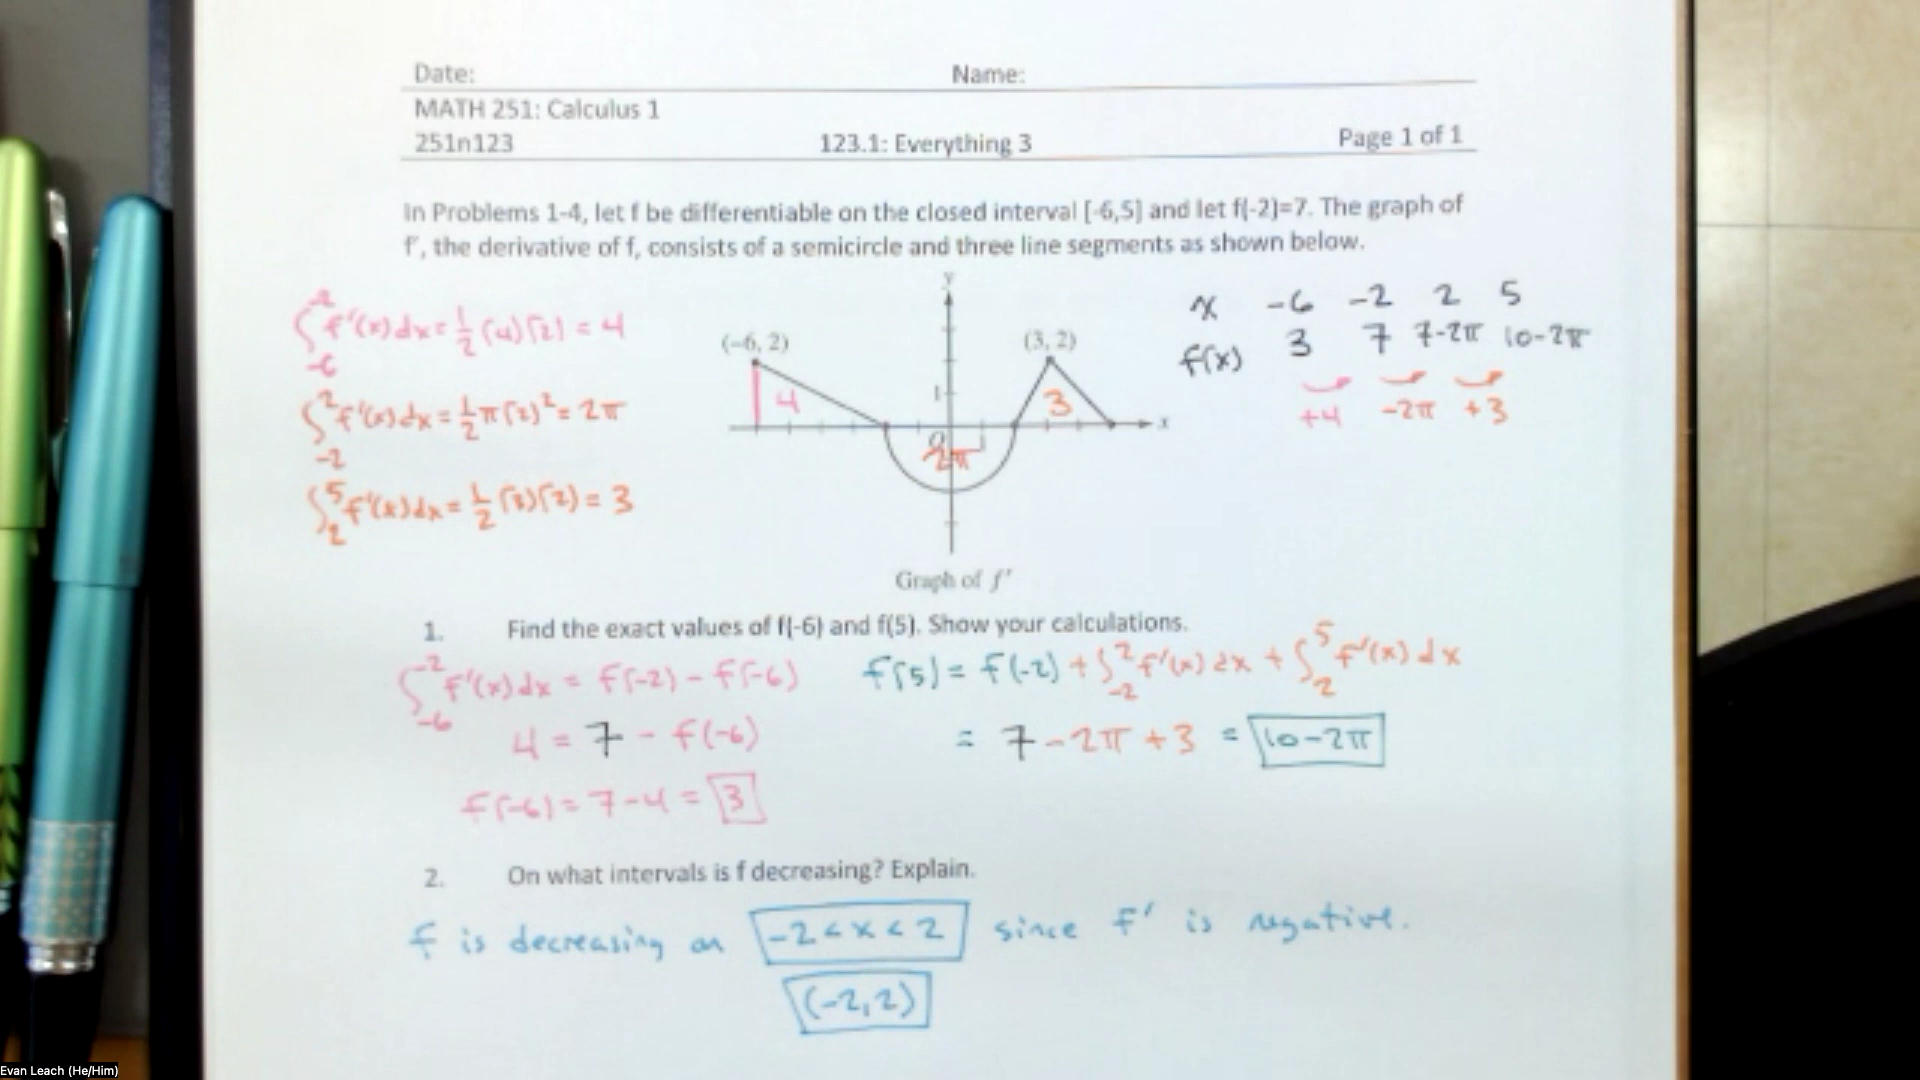 Date: Name:
MATH 251: Calculus 1
251n123 123.1: Everything 3 Page 1 of 1
In Problems 1-4, let f be differentiable on the closed interval [-6,5] and let f(-2)=7. The graph of
f', the derivative of f, consists of a semicircle and three line segments as shown below.
∫_{-6}^{-2} f'(x)dx = 1/2 (4)(2) = 4
∫_{-2}^{2} f'(x)dx = 1/2 π(2)² = 2π
∫_{2}^{5} f'(x)dx = 1/2 (3)(2) = 3
y
(-6, 2) (3, 2)
1
4 3
x
O
2π
Graph of f'
x -6 -2 2 5
f(x) 3 7 7-2π 10-2π
+4 -2π +3
1. Find the exact values of f(-6) and f(5). Show your calculations.
∫_{-6}^{-2} f'(x)dx = f(-2) - f(-6)
4 = 7 - f(-6)
f(-6) = 7-4 = 3
f(5) = f(-2) + ∫_{-2}^{2} f'(x)dx + ∫_{2}^{5} f'(x)dx
= 7 - 2π + 3 = 10-2π
2. On what intervals is f decreasing? Explain.
f is decreasing on -2<x<2 since f' is negative.
(-2,2)
Evan Leach (He/Him)